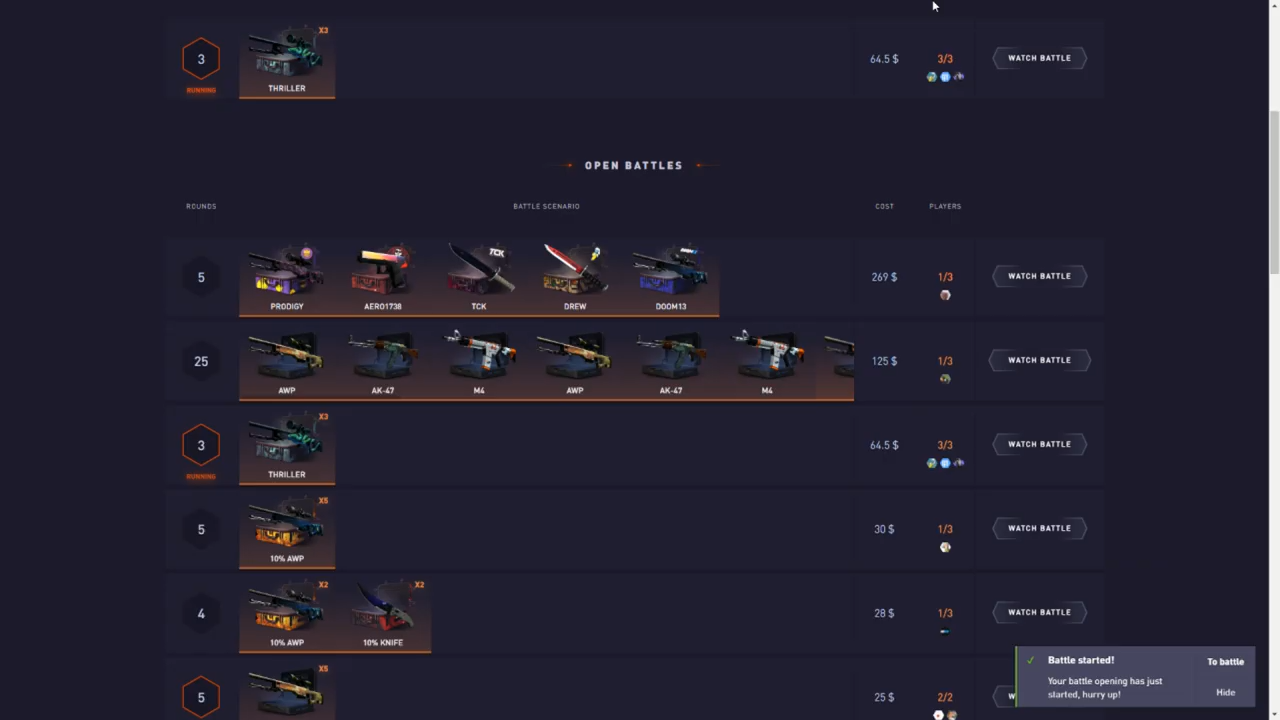 X3
3
64.5 $
3/3
WATCH BATTLE
RUNNING
THRILLER
OPEN BATTLES
ROUNDS
BATTLE SCENARIO
COST
PLAYERS
TCK
5
269 $
1/3
WATCH BATTLE
PRODIGY
AERO1738
TCK
DREW
DOOM13
25
125 $
1/3
WATCH BATTLE
AWP
AK-47
M4
AWP
AK-47
M4
X3
3
64.5 $
3/3
WATCH BATTLE
RUNNING
THRILLER
X5
5
30 $
1/3
WATCH BATTLE
10% AWP
X2
X2
4
28 $
1/3
WATCH BATTLE
10% AWP
10% KNIFE
X5
5
25 $
2/2
W
Battle started!
To battle
Your battle opening has just
started, hurry up!
Hide